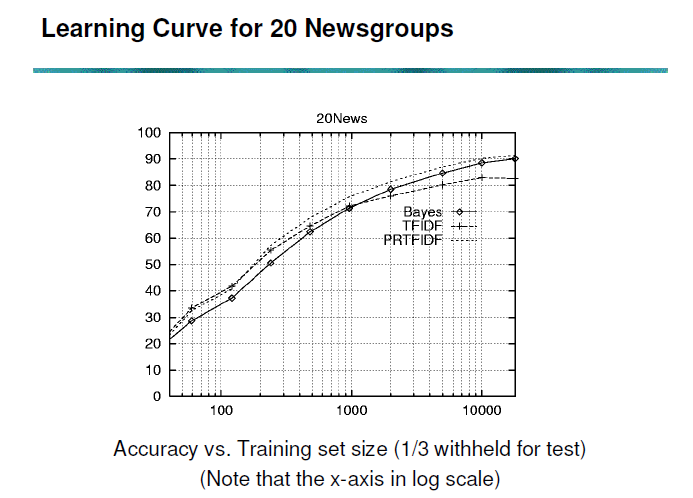 Learning Curve for 20 Newsgroups
20News
100
90
80
70
60
50
40
30
20
10
0
Bayes
TFIDF
PRTFIDF
100 1000 10000
Accuracy vs. Training set size (1/3 withheld for test)
(Note that the x-axis in log scale)